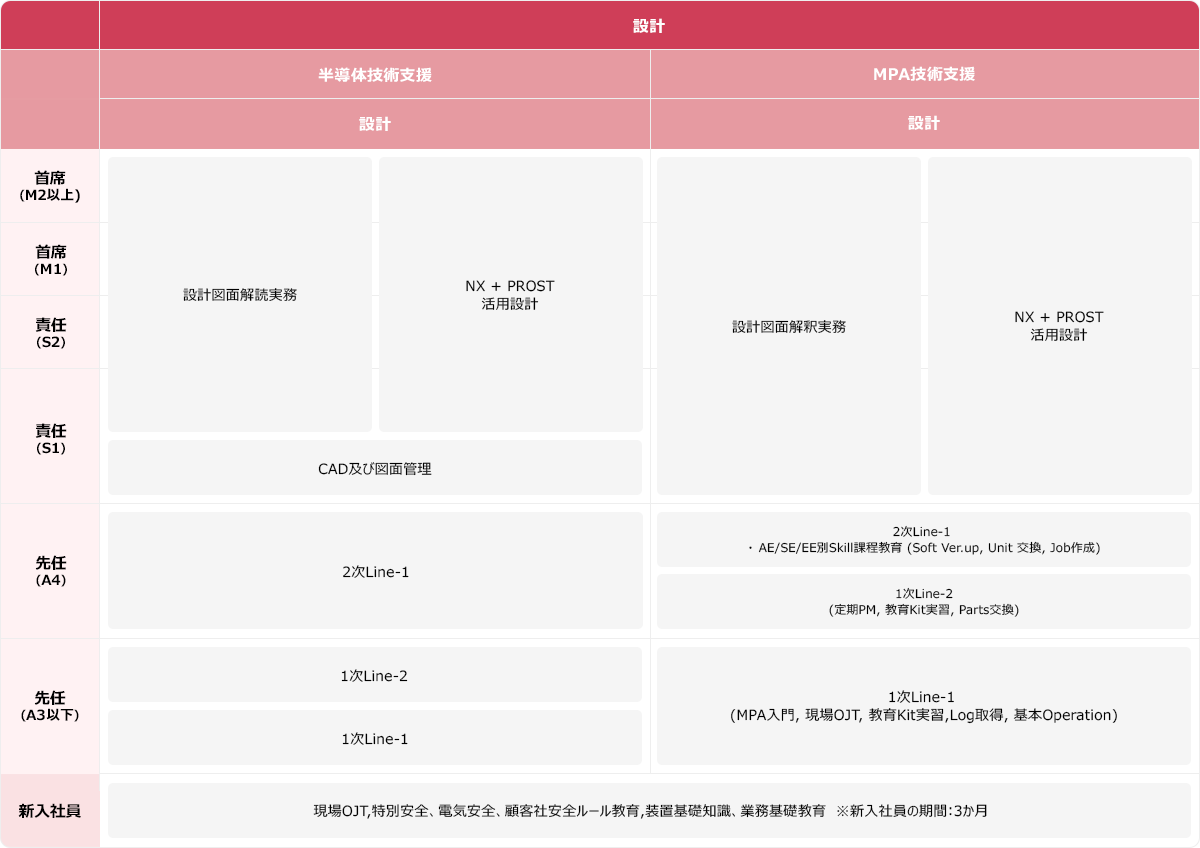 設計
半導体技術支援
MPA技術支援
設計
設計
首席
(M2以上)
首席
(M1)
責任
(S2)
責任
(S1)
設計図面解読実務
NX + PROST
活用設計
設計図面解釈実務
NX + PROST
活用設計
CAD及び図面管理
先任
(A4)
2次Line-1
2次Line-1
・ AE/SE/EE別Skill課程教育 (Soft Ver.up, Unit 交換, Job作成)
1次Line-2
(定期PM, 教育Kit実習, Parts交換)
先任
(A3以下)
1次Line-2
1次Line-1
1次Line-1
(MPA入門, 現場OJT, 教育Kit実習,Log取得, 基本Operation)
新入社員
現場OJT,特別安全、電気安全、顧客社安全ルール教育,装置基礎知識、業務基礎教育 ※新入社員の期間：3か月